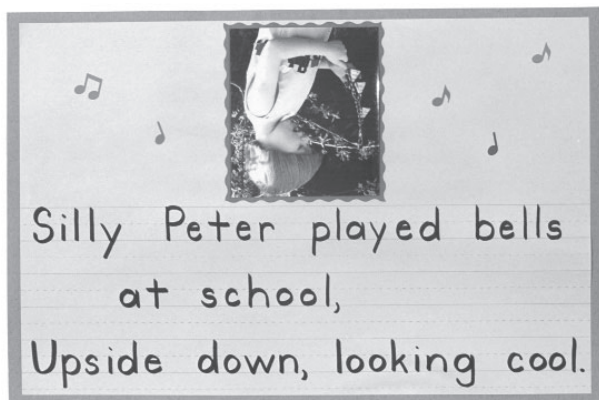 Silly Peter played bells
at school,
Upside down, looking cool.